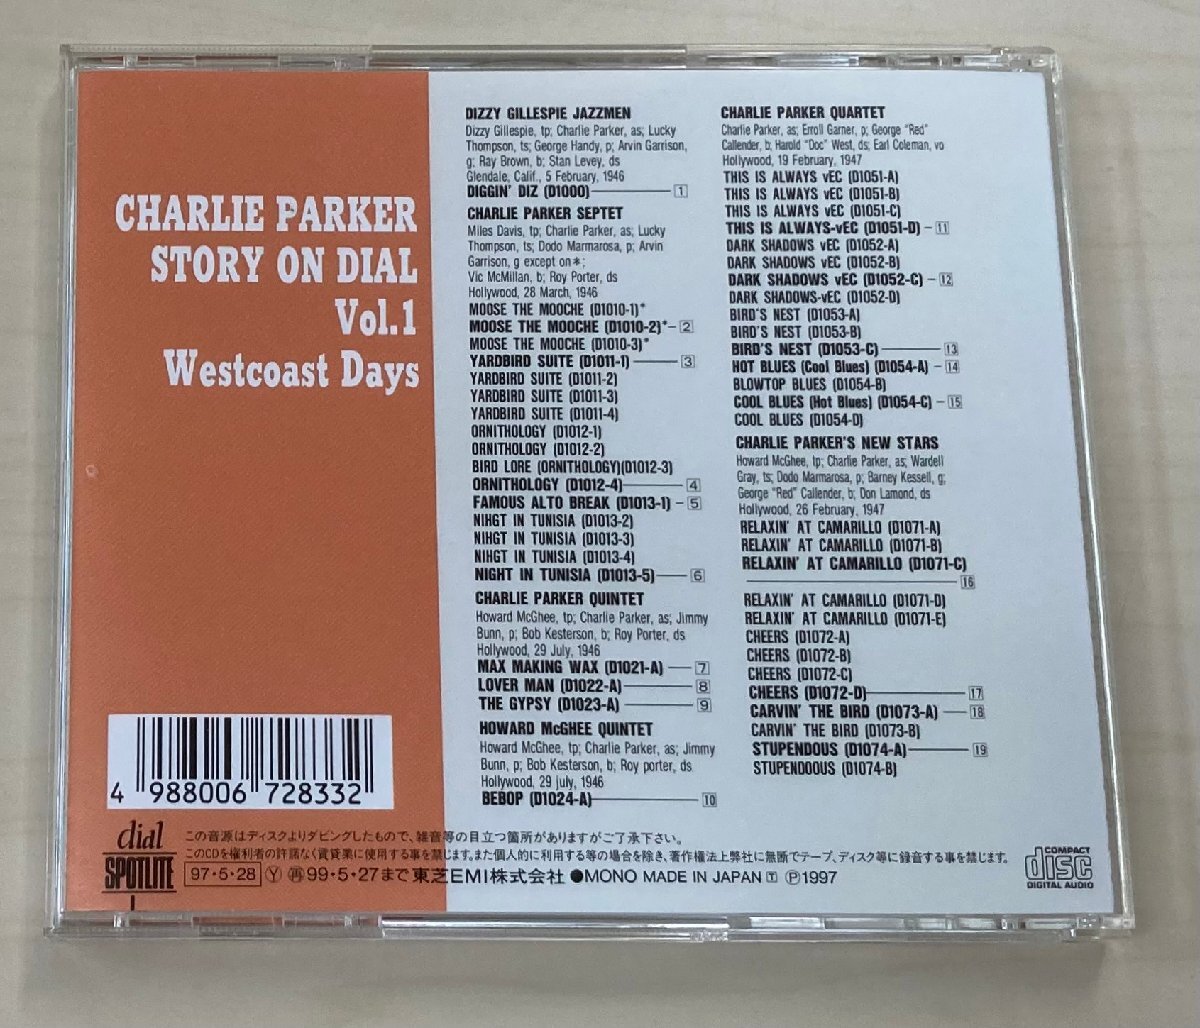 CHARLIE PARKER
STORY ON DIAL
Vol.1
Westcoast Days
DIZZY GILLESPIE JAZZMEN
Dizzy Gillespie, tp; Charlie Parker, as; Lucky
Thompson, ts; George Handy, p; Arvin Garrison,
g; Ray Brown, b; Stan Levey, ds
Glendale, Calif., 5 February, 1946
DIGGIN' DIZ (D1000) 1
CHARLIE PARKER SEPTET
Miles Davis, tp; Charlie Parker, as; Lucky
Thompson, ts; Dodo Marmarosa, p; Arvin
Garrison, g except on*;
Vic McMillan, b; Roy Porter, ds
Hollywood, 28 March, 1946
MOOSE THE MOOCHE (D1010-1)*
MOOSE THE MOOCHE (D1010-2)*- 2
MOOSE THE MOOCHE (D1010-3)*
YARDBIRD SUITE (D1011-1) 3
YARDBIRD SUITE (D1011-2)
YARDBIRD SUITE (D1011-3)
YARDBIRD SUITE (D1011-4)
ORNITHOLOGY (D1012-1)
ORNITHOLOGY (D1012-2)
BIRD LORE (ORNITHOLOGY)(D1012-3)
ORNITHOLOGY (D1012-4) 4
FAMOUS ALTO BREAK (D1013-1) - 5
NIHGT IN TUNISIA (D1013-2)
NIHGT IN TUNISIA (D1013-3)
NIHGT IN TUNISIA (D1013-4)
NIGHT IN TUNISIA (D1013-5) 6
CHARLIE PARKER QUINTET
Howard McGhee, tp; Charlie Parker, as; Jimmy
Bunn, p; Bob Kesterson, b; Roy Porter, ds
Hollywood, 29 July, 1946
MAX MAKING WAX (D1021-A) 7
LOVER MAN (D1022-A) 8
THE GYPSY (D1023-A) 9
HOWARD McGHEE QUINTET
Howard McGhee, tp; Charlie Parker, as; Jimmy
Bunn, p; Bob Kesterson, b; Roy porter, ds
Hollywood, 29 july, 1946
BEBOP (D1024-A) 10
CHARLIE PARKER QUARTET
Charlie Parker, as; Erroll Garner, p; George "Red"
Callender, b; Harold "Doc" West, ds; Earl Coleman, vo
Hollywood, 19 February, 1947
THIS IS ALWAYS vEC (D1051-A)
THIS IS ALWAYS vEC (D1051-B)
THIS IS ALWAYS vEC (D1051-C)
THIS IS ALWAYS-vEC (D1051-D) - 11
DARK SHADOWS vEC (D1052-A)
DARK SHADOWS vEC (D1052-B)
DARK SHADOWS vEC (D1052-C) - 12
DARK SHADOWS-vEC (D1052-D)
BIRD'S NEST (D1053-A)
BIRD'S NEST (D1053-B)
BIRD'S NEST (D1053-C) 13
HOT BLUES (Cool Blues) (D1054-A) - 14
BLOWTOP BLUES (D1054-B)
COOL BLUES (Hot Blues) (D1054-C) - 15
COOL BLUES (D1054-D)
CHARLIE PARKER'S NEW STARS
Howard McGhee, tp; Charlie Parker, as; Wardell
Gray, ts; Dodo Marmarosa, p; Barney Kessell, g;
George "Red" Callender, b; Don Lamond, ds
Hollywood, 26 February, 1947
RELAXIN' AT CAMARILLO (D1071-A)
RELAXIN' AT CAMARILLO (D1071-B)
RELAXIN' AT CAMARILLO (D1071-C)
16
RELAXIN' AT CAMARILLO (D1071-D)
RELAXIN' AT CAMARILLO (D1071-E)
CHEERS (D1072-A)
CHEERS (D1072-B)
CHEERS (D1072-C)
CHEERS (D1072-D) 17
CARVIN' THE BIRD (D1073-A) 18
CARVIN' THE BIRD (D1073-B)
STUPENDOUS (D1074-A) 19
STUPENDOOUS (D1074-B)
4 988006 728332
dial
SPOTLITE
この音源はディスクよりダビングしたもので、雑音等の目立つ箇所がありますがご了承下さい。
このCDを権利者の許諾なく賃貸業に使用する事を禁じます。また個人的に利用する等の場合を除き、著作権法上弊社に無断でテープ、ディスク等に録音する事を禁じます。
97・5・28 Ⓨ 再 99・5・27まで 東芝EMI株式会社 ●MONO MADE IN JAPAN T Ⓟ1997
COMPACT
disc
DIGITAL AUDIO